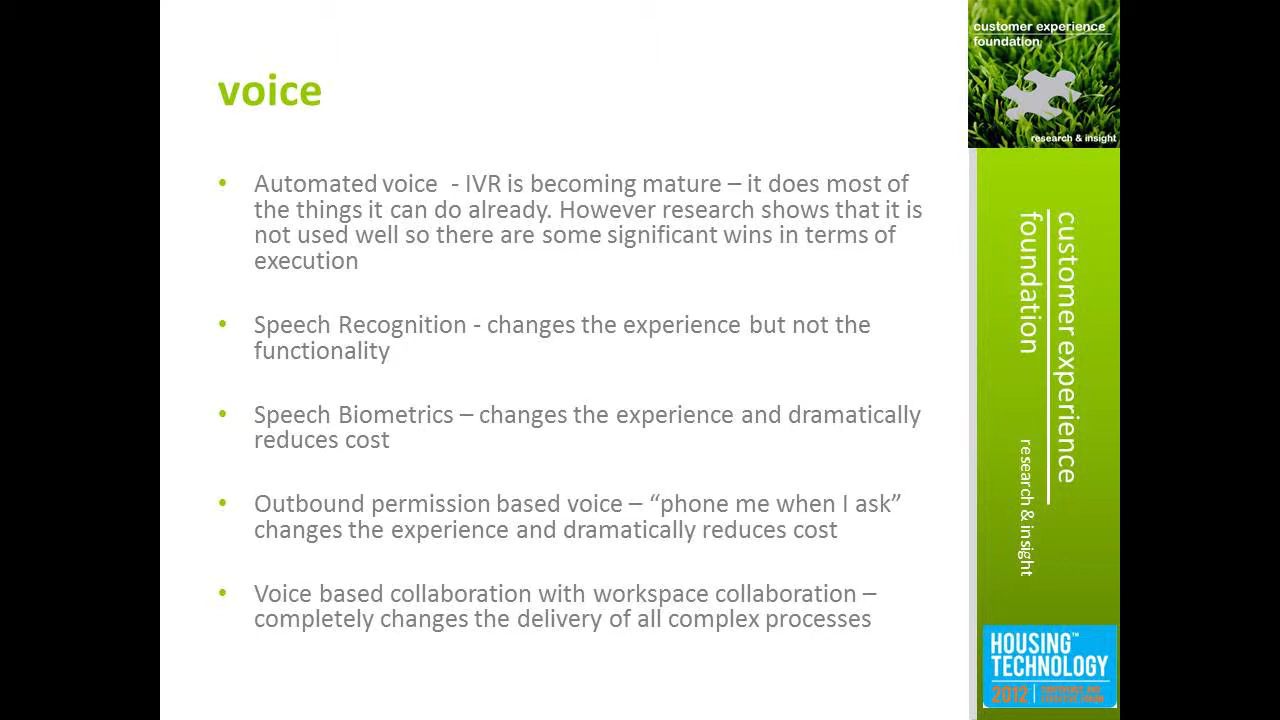 voice
• Automated voice  - IVR is becoming mature – it does most of
the things it can do already. However research shows that it is
not used well so there are some significant wins in terms of
execution
• Speech Recognition - changes the experience but not the
functionality
• Speech Biometrics – changes the experience and dramatically
reduces cost
• Outbound permission based voice – “phone me when I ask”
changes the experience and dramatically reduces cost
• Voice based collaboration with workspace collaboration –
completely changes the delivery of all complex processes
customer experience
foundation
research & insight
customer experience
foundation
research & insight
HOUSING™
TECHNOLOGY
2012 CONFERENCE AND
EXECUTIVE FORUM